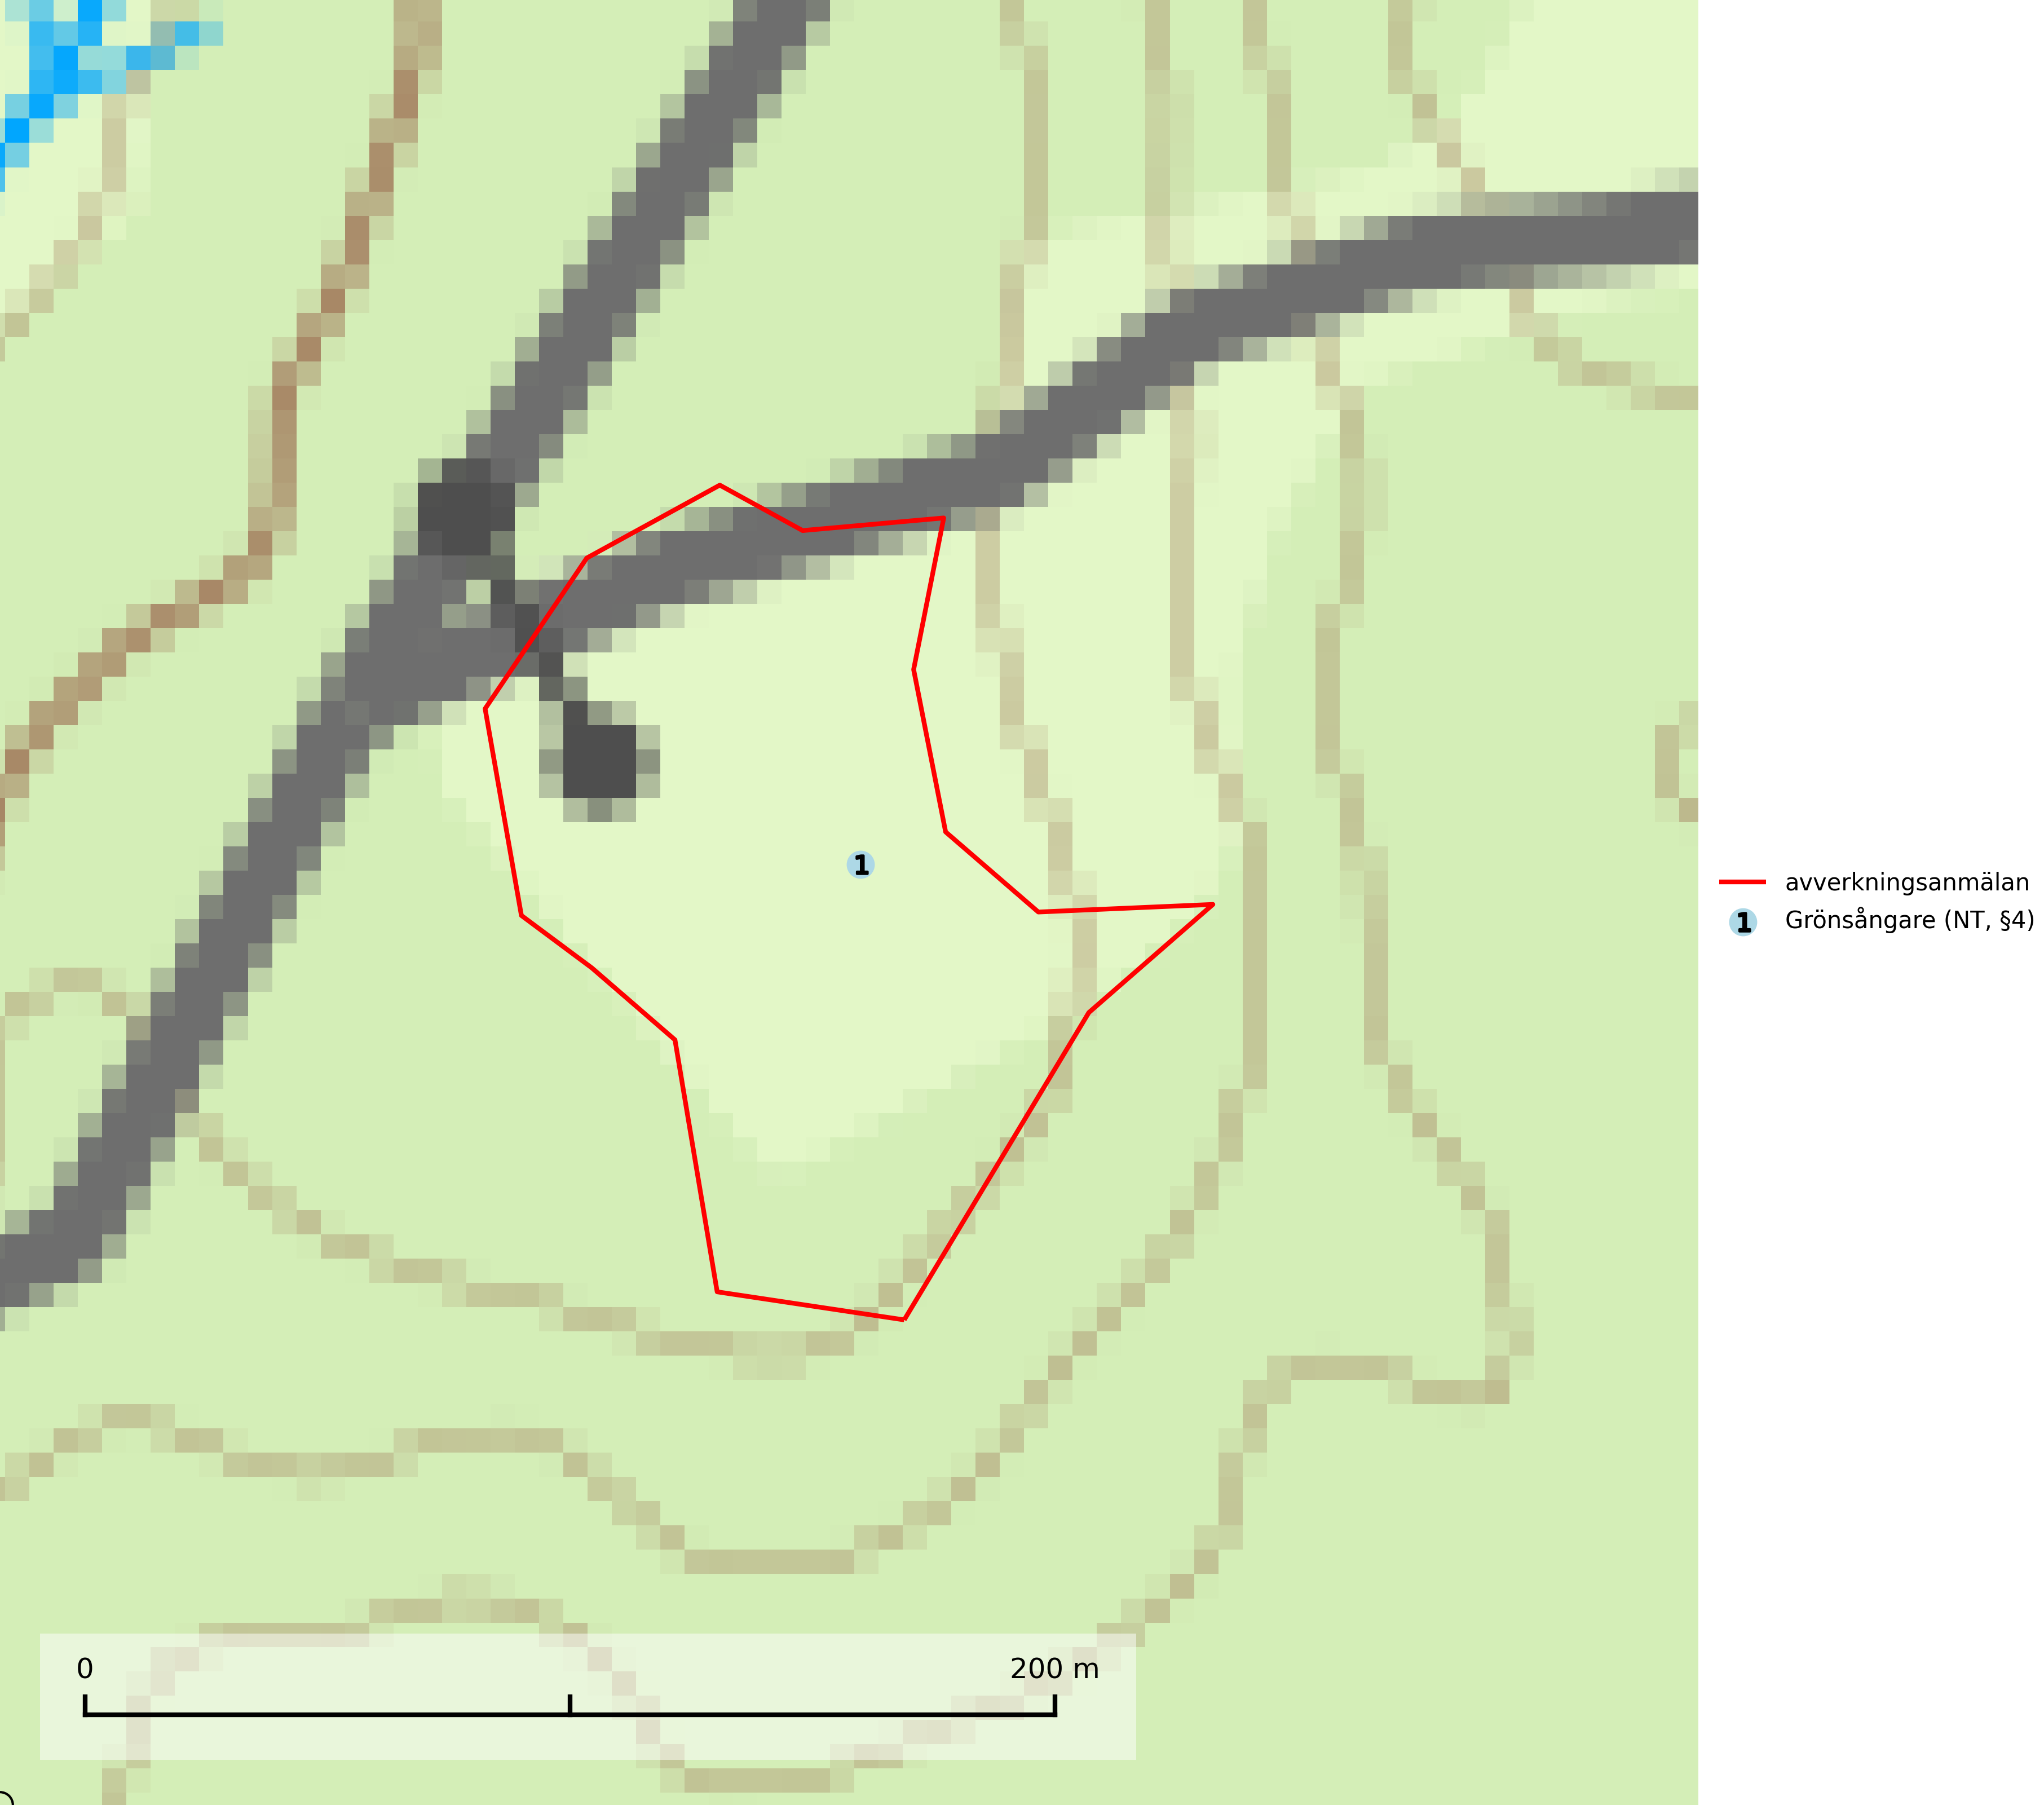 1
avverkningsanmälan
1 Grönsångare (NT, §4)
0 200 m